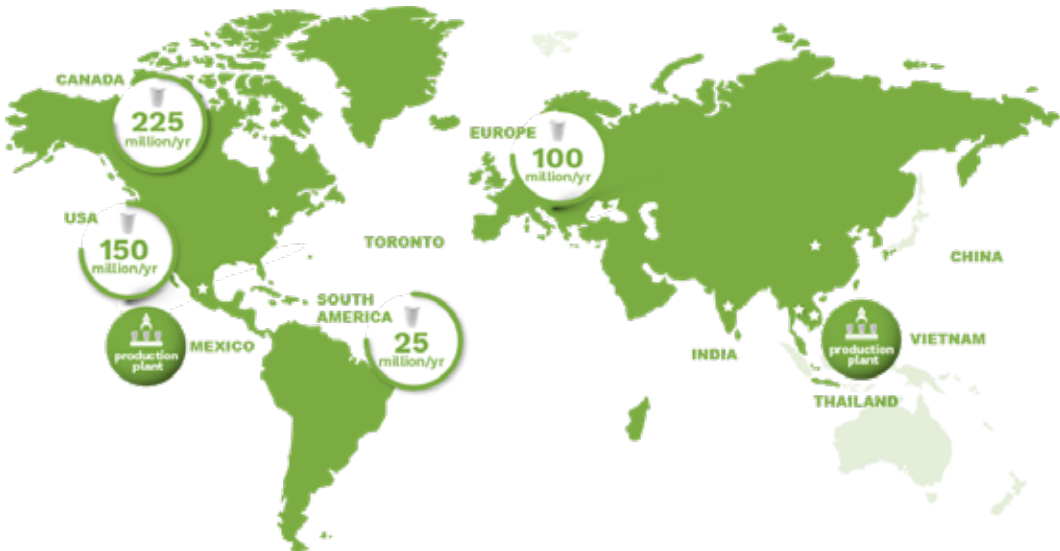 CANADA
225
million/yr
EUROPE
100
million/yr
USA
150
million/yr
TORONTO
CHINA
SOUTH
AMERICA
25
million/yr
production
plant
MEXICO
INDIA
production
plant
VIETNAM
THAILAND